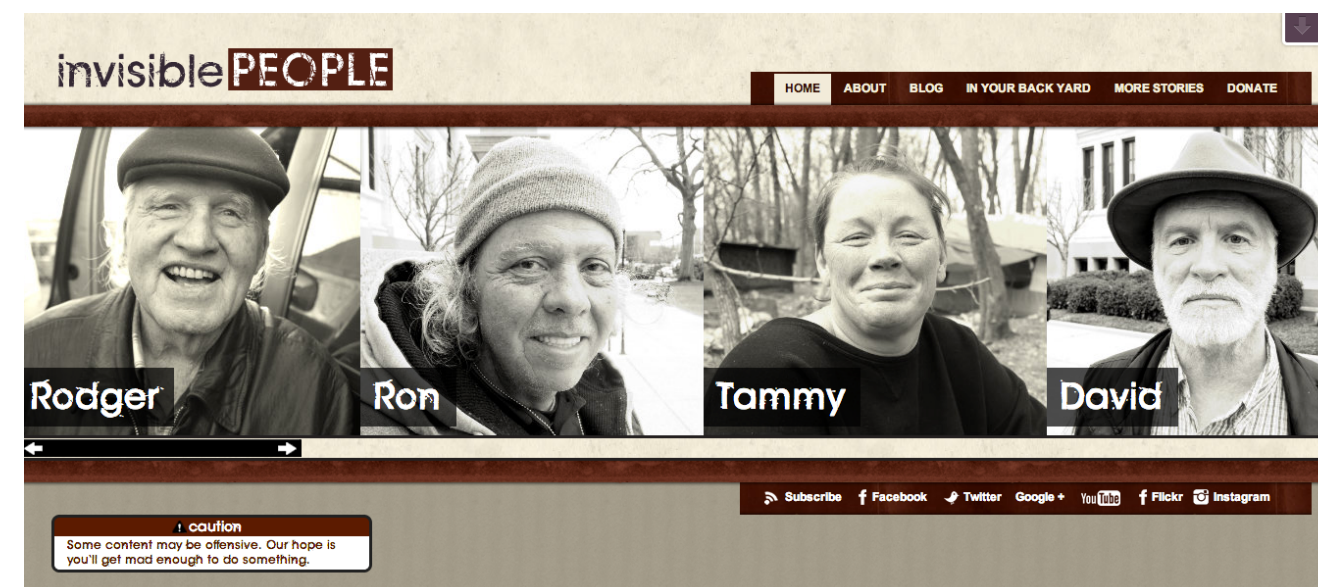 invisible PEOPLE
HOME ABOUT BLOG IN YOUR BACK YARD MORE STORIES DONATE
Rodger Ron Tammy David
Subscribe Facebook Twitter Google + YouTube Flickr Instagram
caution
Some content may be offensive. Our hope is
you'll get mad enough to do something.